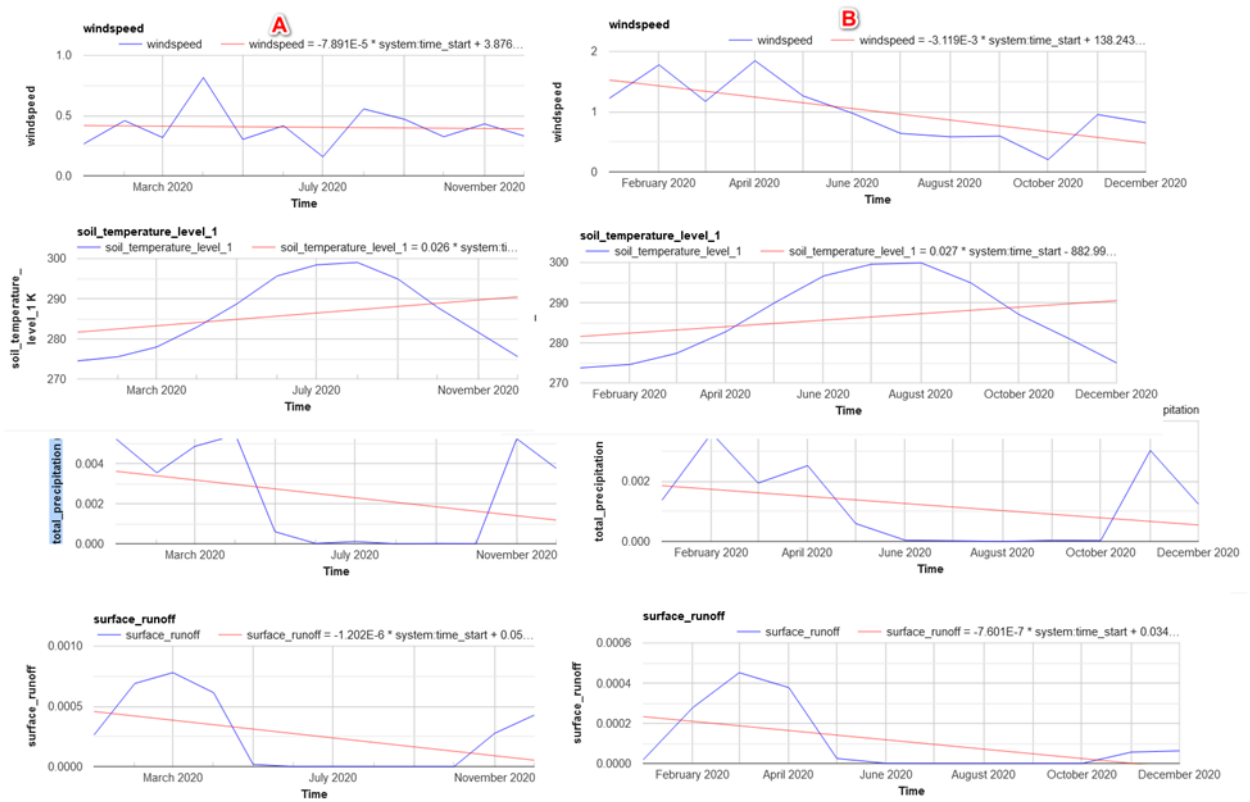 A
windspeed
windspeed
windspeed = -7.891E-5 * system:time_start + 3.876...
1.0
0.5
0.0
windspeed
March 2020
July 2020
November 2020
Time
B
windspeed
windspeed
windspeed = -3.119E-3 * system:time_start + 138.243...
2
1
0
windspeed
February 2020
April 2020
June 2020
August 2020
October 2020
December 2020
Time
soil_temperature_level_1
soil_temperature_level_1
soil_temperature_level_1 = 0.026 * system:ti...
300
290
280
270
soil_temperature_
level_1 K
March 2020
July 2020
November 2020
Time
soil_temperature_level_1
soil_temperature_level_1
soil_temperature_level_1 = 0.027 * system:time_start - 882.99...
300
290
280
270
February 2020
April 2020
June 2020
August 2020
October 2020
December 2020
Time
pitation
total_precipitation
0.004
0.002
0.000
March 2020
July 2020
November 2020
Time
total_precipitation
0.002
0.000
February 2020
April 2020
June 2020
August 2020
October 2020
December 2020
Time
surface_runoff
surface_runoff
surface_runoff = -1.202E-6 * system:time_start + 0.05...
0.0010
0.0005
0.0000
surface_runoff
March 2020
July 2020
November 2020
Time
surface_runoff
surface_runoff
surface_runoff = -7.601E-7 * system:time_start + 0.034...
0.0006
0.0004
0.0002
0.0000
surface_runoff
February 2020
April 2020
June 2020
August 2020
October 2020
December 2020
Time